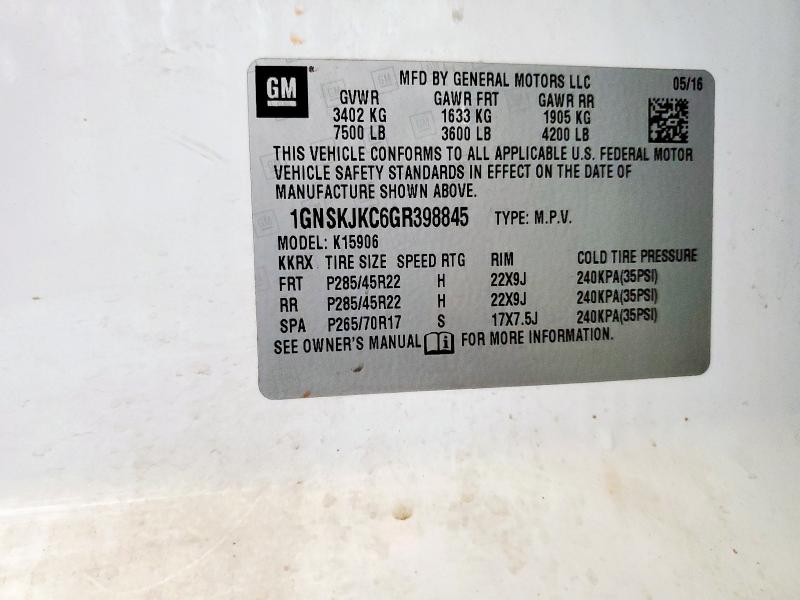 GM
MFD BY GENERAL MOTORS LLC 05/16
GVWR GAWR FRT GAWR RR
3402 KG 1633 KG 1905 KG
7500 LB 3600 LB 4200 LB
THIS VEHICLE CONFORMS TO ALL APPLICABLE U.S. FEDERAL MOTOR
VEHICLE SAFETY STANDARDS IN EFFECT ON THE DATE OF
MANUFACTURE SHOWN ABOVE.
1GNSKJKC6GR398845 TYPE: M.P.V.
MODEL: K15906
KKRX TIRE SIZE SPEED RTG RIM COLD TIRE PRESSURE
FRT P285/45R22 H 22X9J 240KPA(35PSI)
RR P285/45R22 H 22X9J 240KPA(35PSI)
SPA P265/70R17 S 17X7.5J 240KPA(35PSI)
SEE OWNER'S MANUAL FOR MORE INFORMATION.